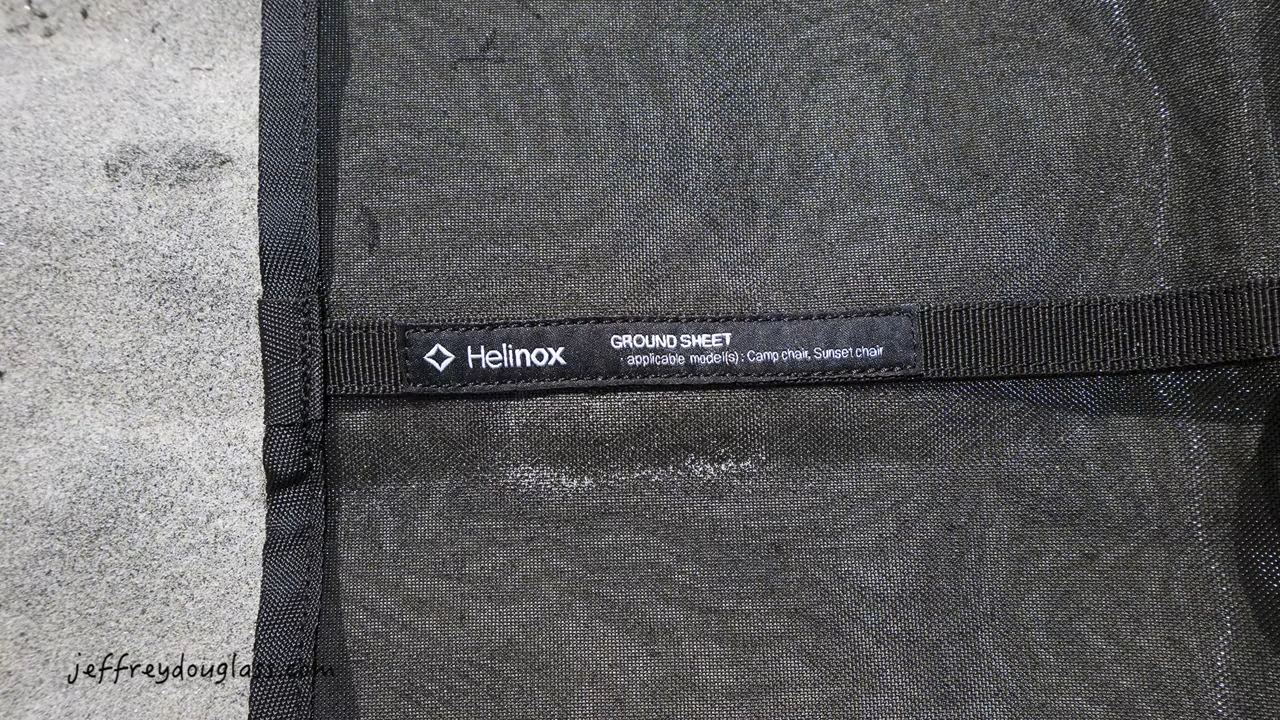 Helinox
GROUND SHEET
· applicable model(s) : Camp chair, Sunset chair
jeffreydouglass.com